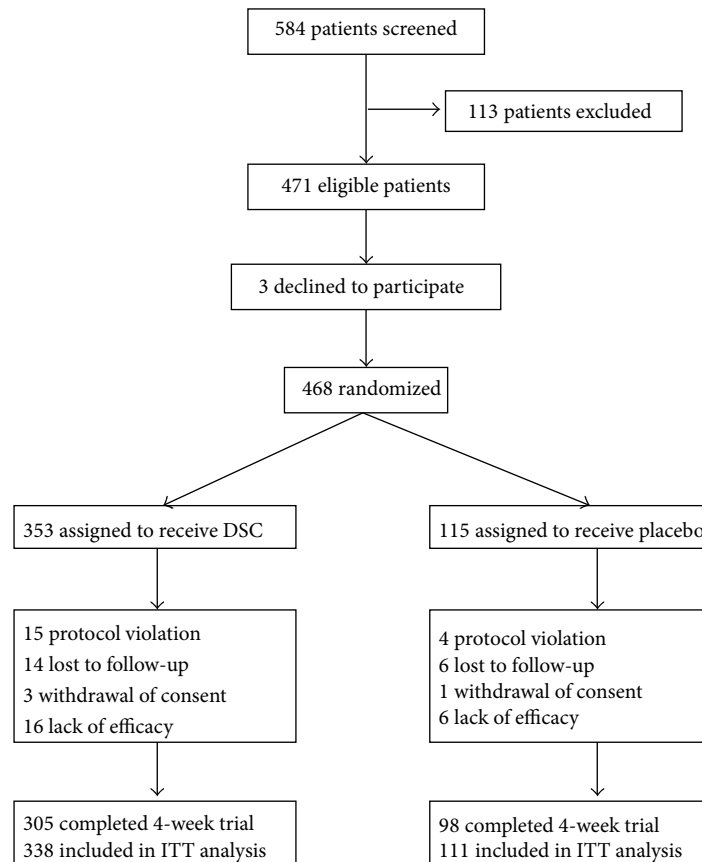 584 patients screened
113 patients excluded
471 eligible patients
3 declined to participate
468 randomized
353 assigned to receive DSC
115 assigned to receive placebo
15 protocol violation
14 lost to follow-up
3 withdrawal of consent
16 lack of efficacy
4 protocol violation
6 lost to follow-up
1 withdrawal of consent
6 lack of efficacy
305 completed 4-week trial
338 included in ITT analysis
98 completed 4-week trial
111 included in ITT analysis